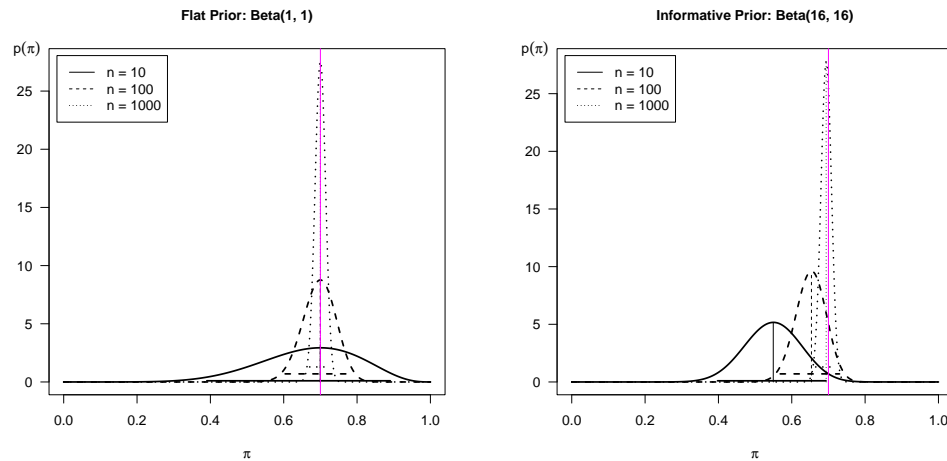 Flat Prior: Beta(1, 1)
p(π)
n = 10
n = 100
n = 1000
25
20
15
10
5
0
0.0 0.2 0.4 0.6 0.8 1.0
π
Informative Prior: Beta(16, 16)
p(π)
n = 10
n = 100
n = 1000
25
20
15
10
5
0
0.0 0.2 0.4 0.6 0.8 1.0
π